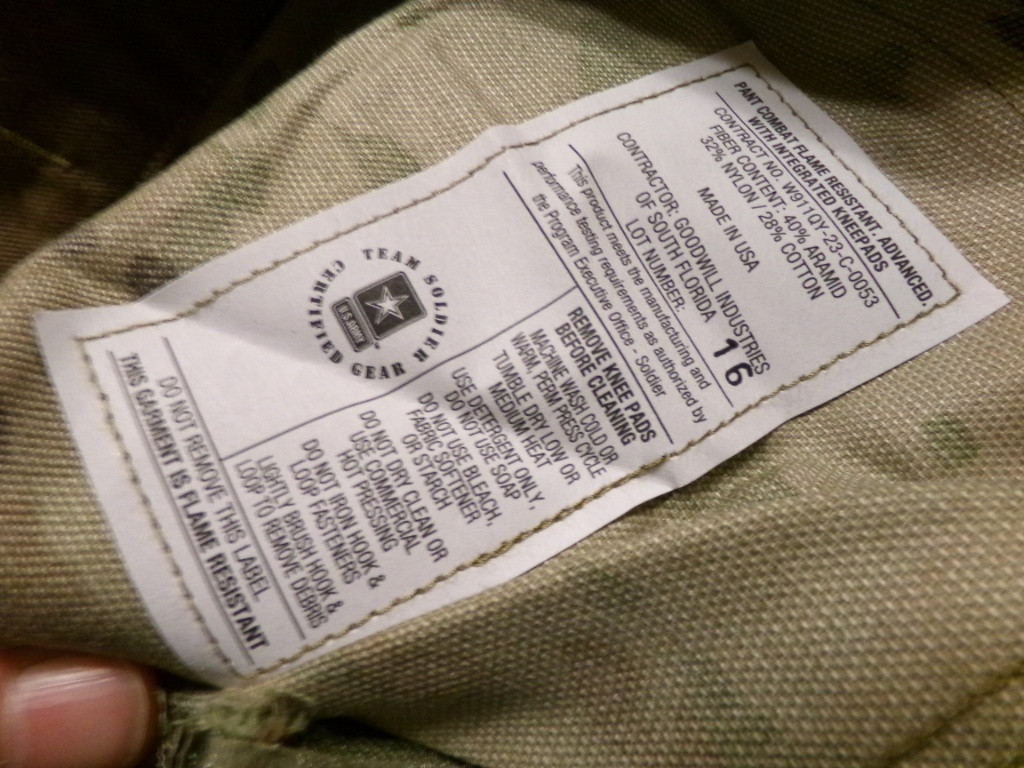 PANT COMBAT FLAME RESISTANT ADVANCED.
WITH INTEGRATED KNEEPADS
CONTRACT NO. W911QY-23-C-0053
FIBER CONTENT: 40% ARAMID
32% NYLON / 28% COTTON
MADE IN USA
CONTRACTOR: GOODWILL INDUSTRIES
OF SOUTH FLORIDA
LOT NUMBER: 16
This product meets the manufacturing and
performance testing requirements as authorized by
the Program Executive Office - Soldier
TEAM SOLDIER
CERTIFIED GEAR
U.S. ARMY
REMOVE KNEE PADS
BEFORE CLEANING
MACHINE WASH COLD OR
WARM, PERM PRESS CYCLE
TUMBLE DRY, LOW OR
MEDIUM HEAT
USE DETERGENT ONLY,
DO NOT USE SOAP
DO NOT USE BLEACH,
FABRIC SOFTENER
OR STARCH
DO NOT DRY CLEAN OR
USE COMMERCIAL
HOT PRESSING
DO NOT IRON HOOK &
LOOP FASTENERS
LIGHTLY BRUSH HOOK &
LOOP TO REMOVE DEBRIS
DO NOT REMOVE THIS LABEL
THIS GARMENT IS FLAME RESISTANT